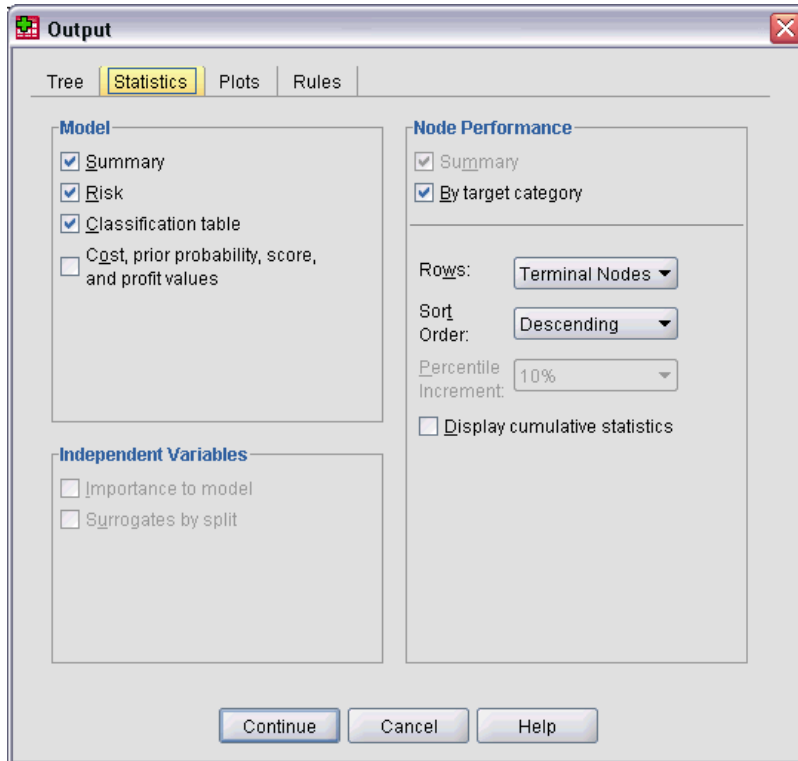 Output
Tree Statistics Plots Rules
Model
Summary
Risk
Classification table
Cost, prior probability, score,
and profit values
Independent Variables
Importance to model
Surrogates by split
Node Performance
Summary
By target category
Rows: Terminal Nodes
Sort
Order: Descending
Percentile
Increment: 10%
Display cumulative statistics
Continue Cancel Help